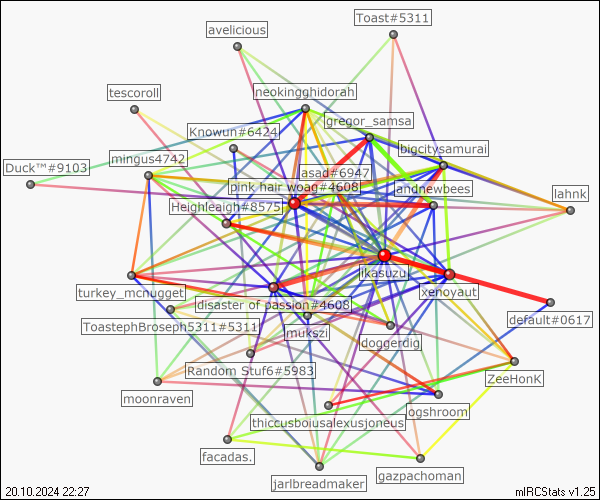 Toast#5311
avelicious
tescoroll
neokingghidorah
gregor_samsa
Knowun#6424
bigcitysamurai
mingus4742
Duck™#9103
asad#6947
pink hair woag#4608
andnewbees
lahnk
Heighleaigh#8575
ikasuzu
turkey_mcnugget
xenoyaut
disaster of passion#4608
default#0617
ToastephBroseph5311#5311
mukszi
doggerdig
Random Stuf6#5983
ZeeHonK
moonraven
ogshroom
thiccusboiusalexusjoneus
facadas.
gazpachoman
jarlbreadmaker
20.10.2024 22:27
mIRCStats v1.25